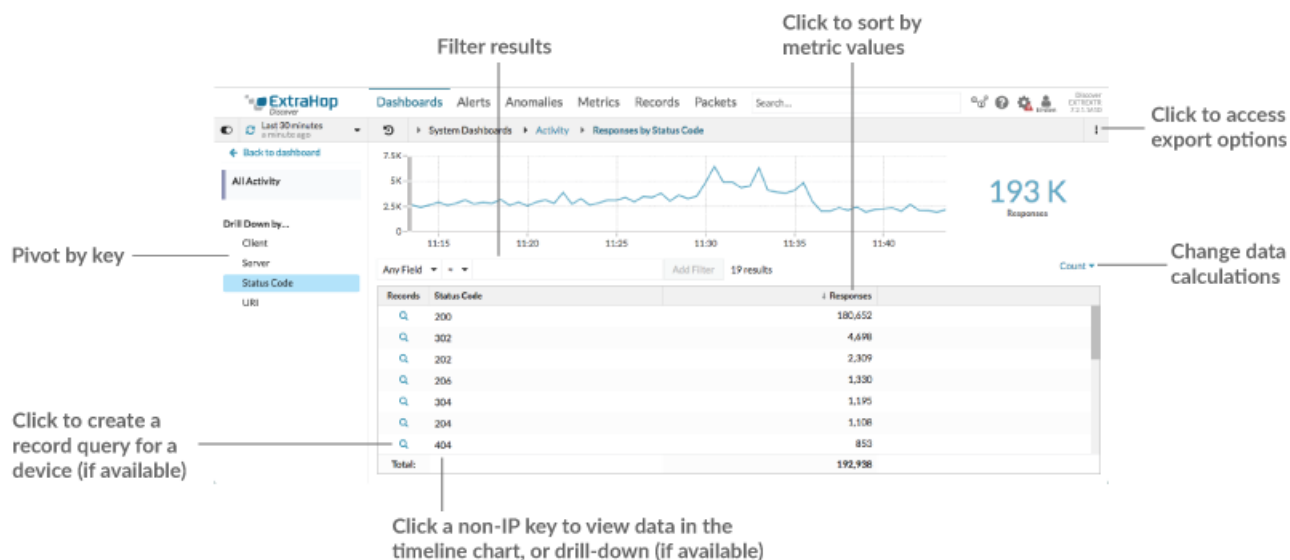 Click to sort by
metric values
Filter results
ExtraHop
Discover
Dashboards Alerts Anomalies Metrics Records Packets Search...
Discover
Click to access
export options
Last 30 minutes
a minute ago
System Dashboards Activity Responses by Status Code
Back to dashboard
All Activity
Drill Down by...
Client
Server
Status Code
URI
Pivot by key
7.5K
5K
2.5K
0
11:15 11:20 11:25 11:30 11:35 11:40
193 K
Responses
Change data
calculations
Any Field = Add Filter 19 results Count
Records Status Code ↓ Responses
200 180,652
302 4,698
202 2,309
206 1,330
304 1,195
204 1,108
404 853
Total: 192,938
Click to create a
record query for a
device (if available)
Click a non-IP key to view data in the
timeline chart, or drill-down (if available)